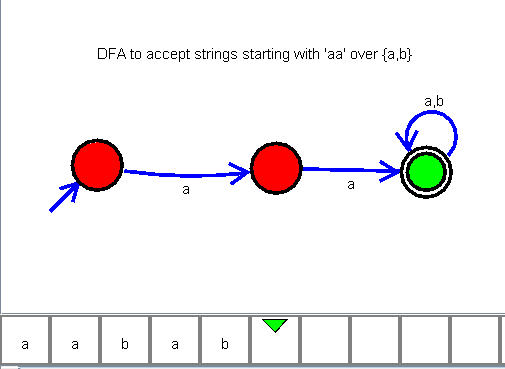 DFA to accept strings starting with 'aa' over {a,b}
a,b
a
a
a a b a b